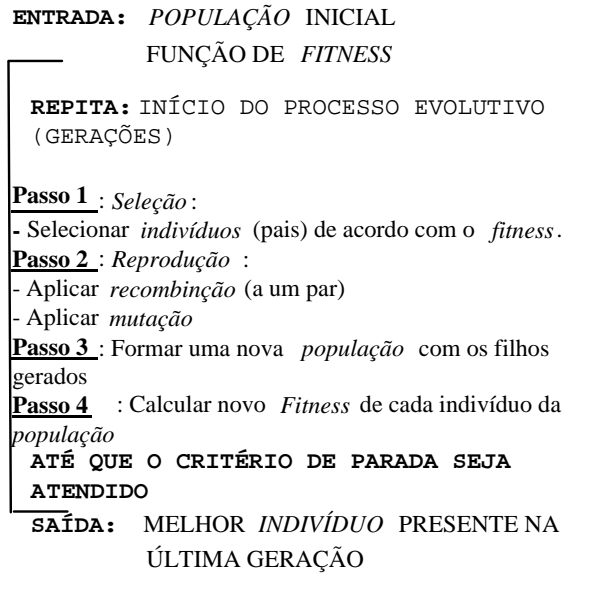 ENTRADA: POPULAÇÃO INICIAL
FUNÇÃO DE FITNESS
REPITA: INÍCIO DO PROCESSO EVOLUTIVO
(GERAÇÕES)
Passo 1 : Seleção:
- Selecionar indivíduos (pais) de acordo com o fitness.
Passo 2 : Reprodução :
- Aplicar recombinção (a um par)
- Aplicar mutação
Passo 3 : Formar uma nova população com os filhos
gerados
Passo 4 : Calcular novo Fitness de cada indivíduo da
população
ATÉ QUE O CRITÉRIO DE PARADA SEJA
ATENDIDO
SAÍDA: MELHOR INDIVÍDUO PRESENTE NA
ÚLTIMA GERAÇÃO